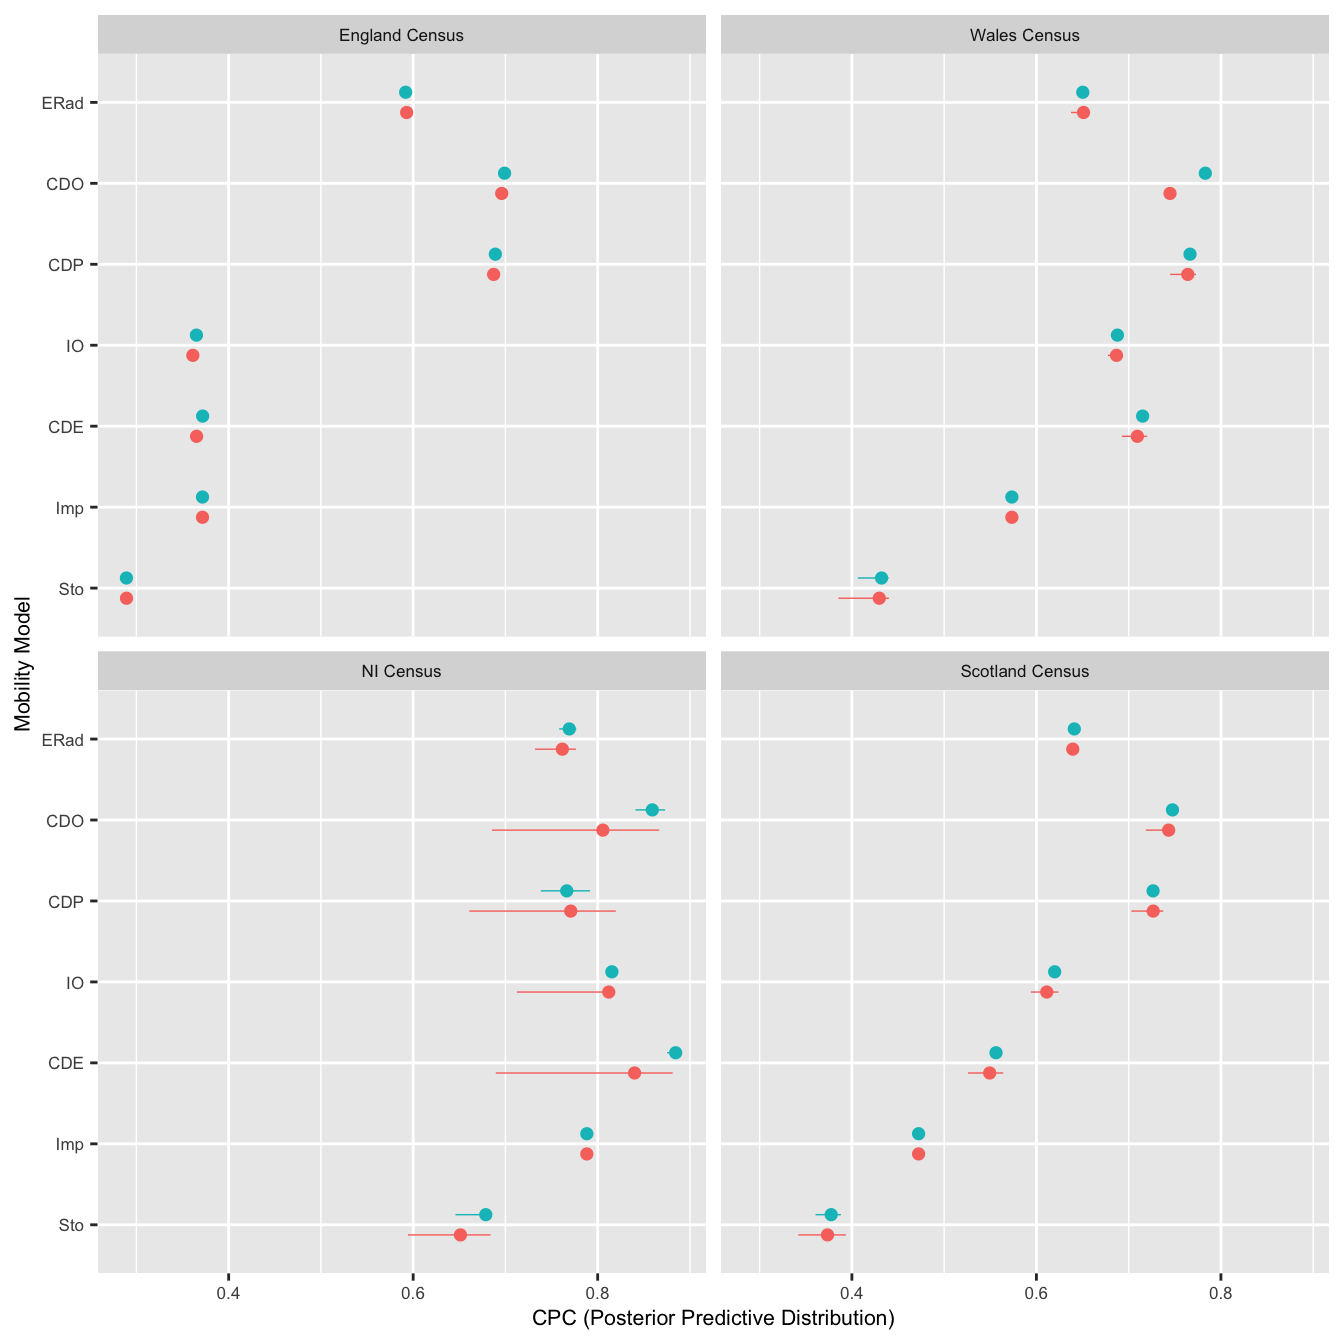 England Census
Wales Census
ERad
CDO
CDP
IO
CDE
Imp
Sto
NI Census
Scotland Census
ERad
CDO
CDP
IO
CDE
Imp
Sto
Mobility Model
0.4 0.6 0.8
0.4 0.6 0.8
CPC (Posterior Predictive Distribution)